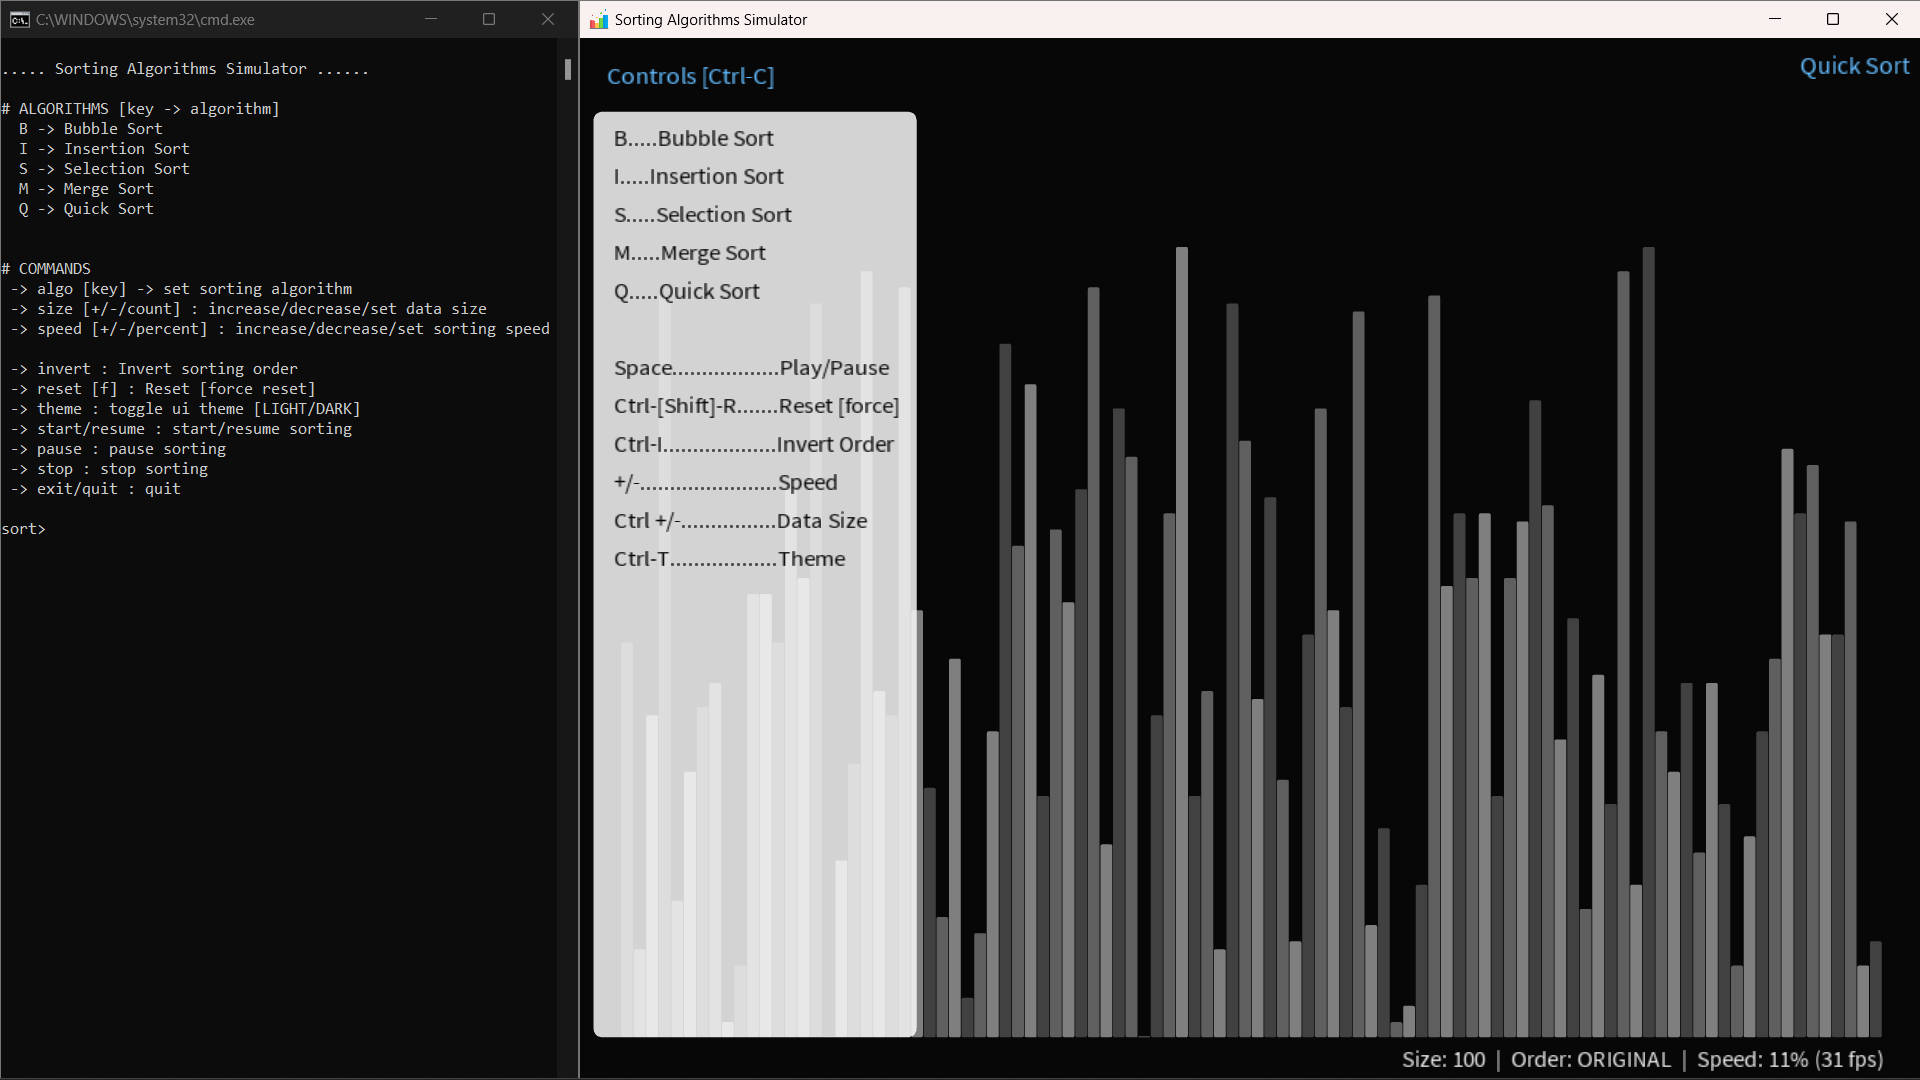 C:\WINDOWS\system32\cmd.exe
..... Sorting Algorithms Simulator ......
# ALGORITHMS [key -> algorithm]
B -> Bubble Sort
I -> Insertion Sort
S -> Selection Sort
M -> Merge Sort
Q -> Quick Sort
# COMMANDS
-> algo [key] -> set sorting algorithm
-> size [+/-/count] : increase/decrease/set data size
-> speed [+/-/percent] : increase/decrease/set sorting speed
-> invert : Invert sorting order
-> reset [f] : Reset [force reset]
-> theme : toggle ui theme [LIGHT/DARK]
-> start/resume : start/resume sorting
-> pause : pause sorting
-> stop : stop sorting
-> exit/quit : quit
sort>
Sorting Algorithms Simulator
Controls [Ctrl-C]
Quick Sort
B.....Bubble Sort
I.....Insertion Sort
S.....Selection Sort
M.....Merge Sort
Q.....Quick Sort
Space..................Play/Pause
Ctrl-[Shift]-R.......Reset [force]
Ctrl-I...................Invert Order
+/-.......................Speed
Ctrl +/-................Data Size
Ctrl-T..................Theme
Size: 100 | Order: ORIGINAL | Speed: 11% (31 fps)